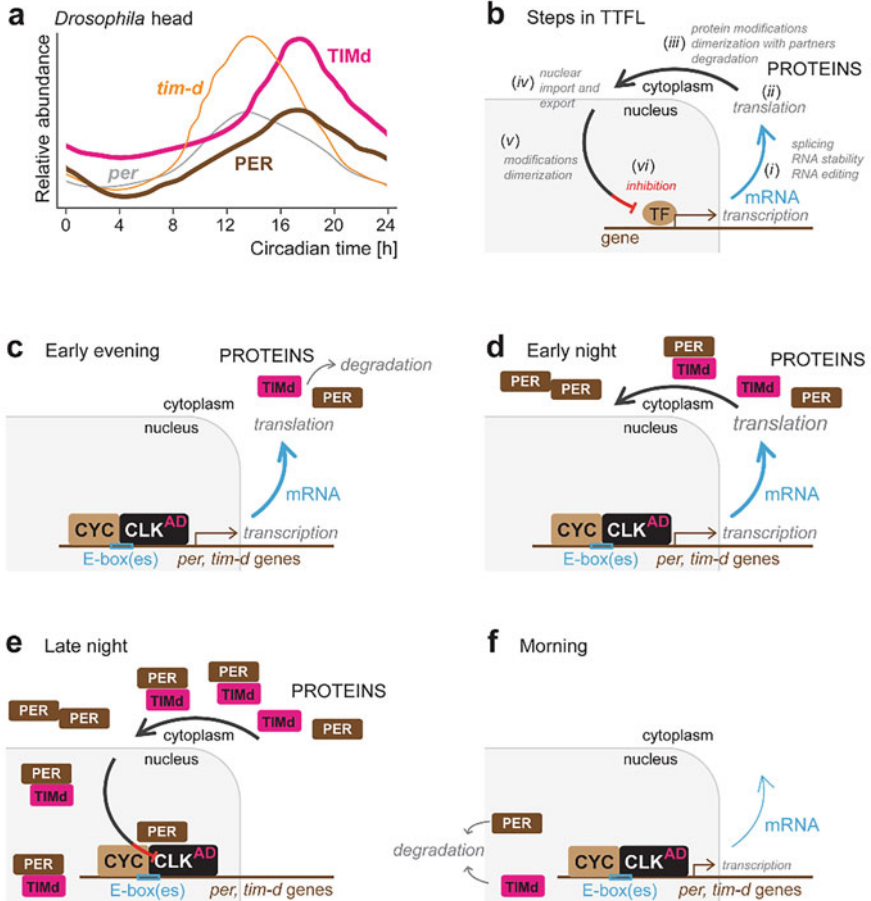 a Drosophila head
Relative abundance
TIMd
tim-d
PER
per
0 4 8 12 16 20 24
Circadian time [h]
b Steps in TTFL
(iii) protein modifications
dimerization with partners
degradation
PROTEINS
(iv) nuclear
import and
export
cytoplasm
nucleus
(ii)
translation
(v)
modifications
dimerization
(vi)
inhibition
(i)
splicing
RNA stability
RNA editing
mRNA
TF
transcription
gene
c Early evening
PROTEINS
degradation
TIMd
PER
cytoplasm
nucleus
translation
mRNA
CYC CLK AD
transcription
E-box(es) per, tim-d genes
d Early night
PER
TIMd
PROTEINS
PER
PER
TIMd
PER
cytoplasm
nucleus
translation
mRNA
CYC CLK AD
transcription
E-box(es) per, tim-d genes
e Late night
PER
TIMd
PER
TIMd
PROTEINS
PER
PER
TIMd
PER
cytoplasm
nucleus
PER
TIMd
PER
CYC CLK AD
PER
TIMd
E-box(es) per, tim-d genes
f Morning
cytoplasm
nucleus
PER
degradation
TIMd
mRNA
CYC CLK AD
transcription
E-box(es) per, tim-d genes